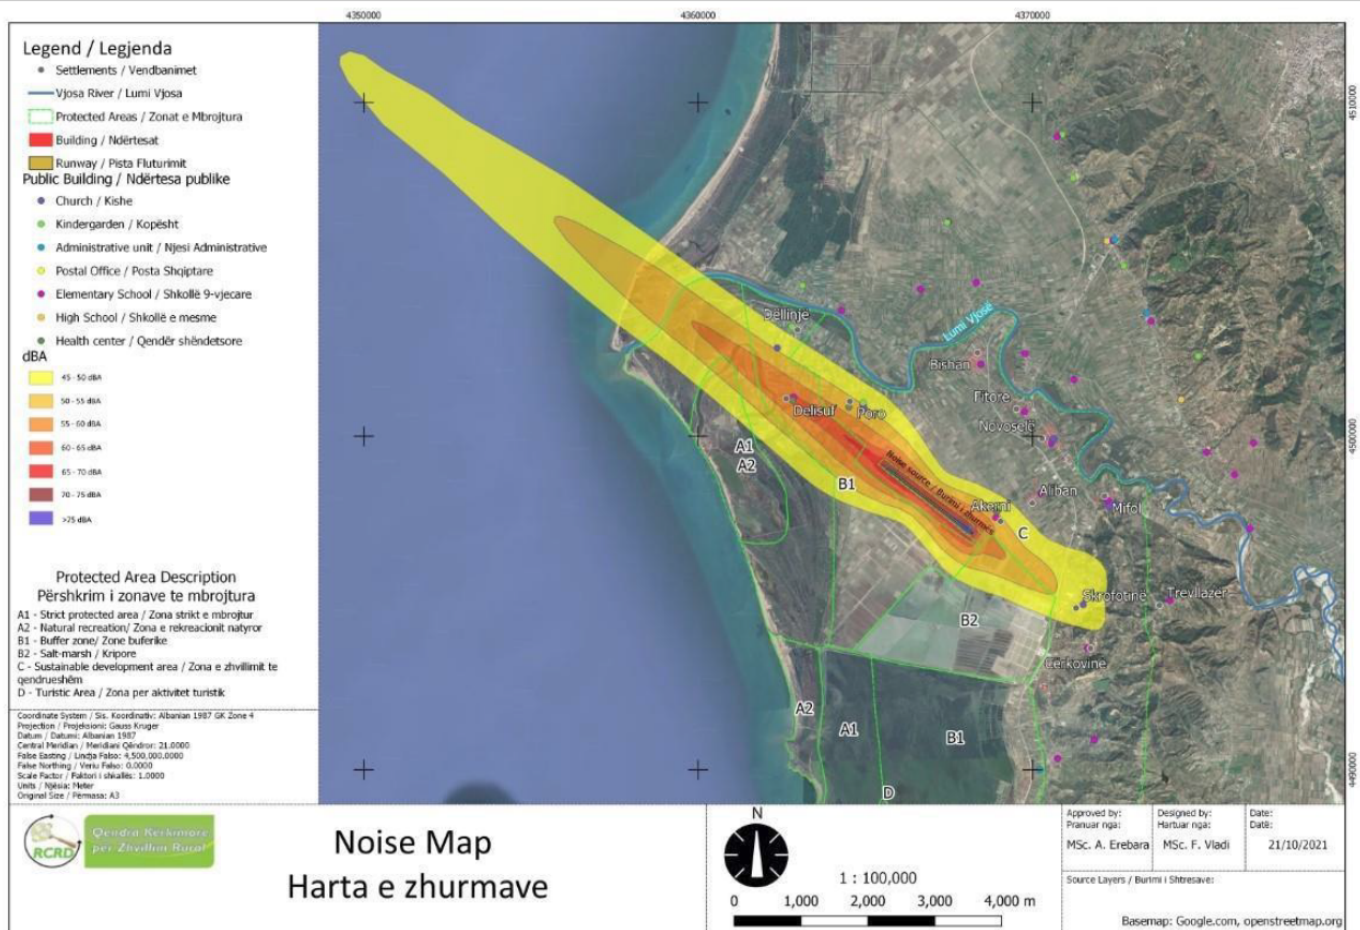 4350000
4360000
4370000
Legend / Legjenda
Settlements / Vendbanimet
Vjosa River / Lumi Vjosa
Protected Areas / Zonat e Mbrojtura
Building / Ndërtesat
Runway / Pista Fluturimit
Public Building / Ndërtesa publike
Church / Kishe
Kindergarden / Kopësht
Administrative unit / Njesi Administrative
Postal Office / Posta Shqiptare
Elementary School / Shkollë 9-vjecare
High School / Shkollë e mesme
Health center / Qendër shëndetsore
dBA
45 - 50 dBA
50 - 55 dBA
55 - 60 dBA
60 - 65 dBA
65 - 70 dBA
70 - 75 dBA
>75 dBA
Protected Area Description
Përshkrim i zonave te mbrojtura
A1 - Strict protected area / Zona strikt e mbrojtur
A2 - Natural recreation/ Zona e rekreacionit natyror
B1 - Buffer zone/ Zone buferike
B2 - Salt-marsh / Kripore
C - Sustainable development area / Zona e zhvillimit te
qendrueshëm
D - Turistic Area / Zona per aktivitet turistik
Coordinate System / Sis. Koordinativ: Albanian 1987 GK Zone 4
Projection / Projeksioni: Gauss Kruger
Datum / Datumi: Albanian 1987
Central Meridian / Meridiani Qëndror: 21.0000
False Easting / Lindja Falso: 4,500,000.0000
False Northing / Veriu Falso: 0.0000
Scale Factor / Faktori i shkallës: 1.0000
Units / Njësia: Meter
Original Size / Përmasa: A3
4510000
4500000
4490000
Dellinje
Lumi Vjosë
Bishan
Fitore
Delisuf
Poro
Novoselë
A1
A2
B1
Noise source / Burimi i zhurmës
Akerni
Aliban
Mifol
C
Skrofotinë
Trevllazer
B2
Cerkovinë
A2
A1
B1
D
RCRD
Qendra Kerkimore
per Zhvillim Rural
Noise Map
Harta e zhurmave
N
1 : 100,000
0 1,000 2,000 3,000 4,000 m
Approved by:
Pranuar nga:
MSc. A. Erebara
Designed by:
Hartuar nga:
MSc. F. Vladi
Date:
Datë:
21/10/2021
Source Layers / Burimi i Shtresave:
Basemap: Google.com, openstreetmap.org